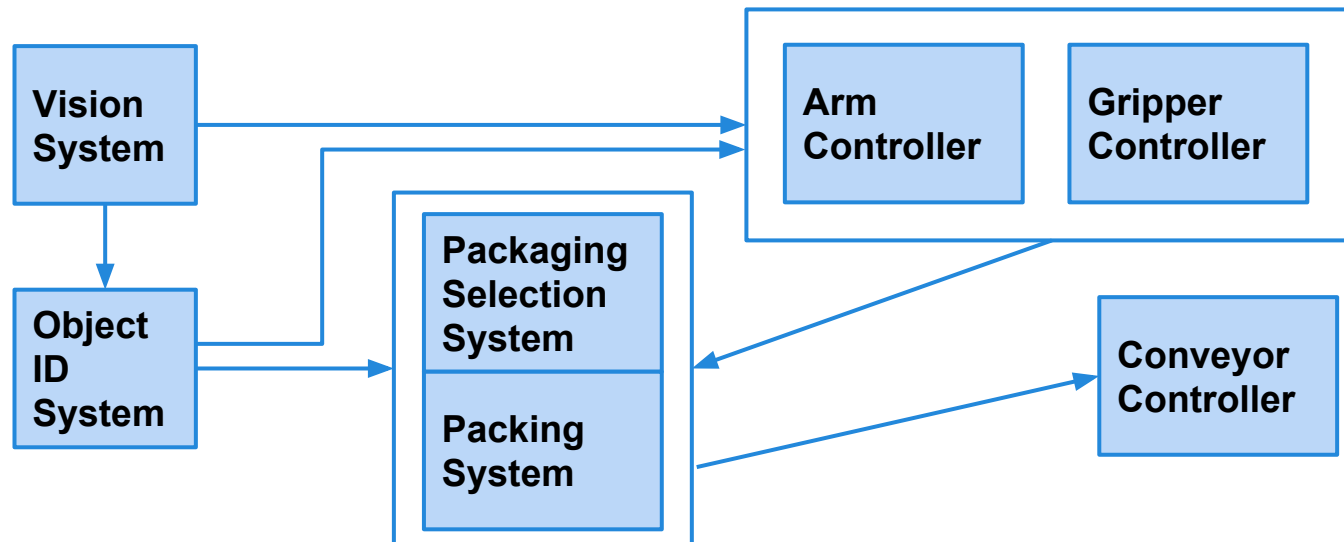 Vision
System
Arm
Controller
Gripper
Controller
Packaging
Selection
System
Object
ID
System
Packing
System
Conveyor
Controller